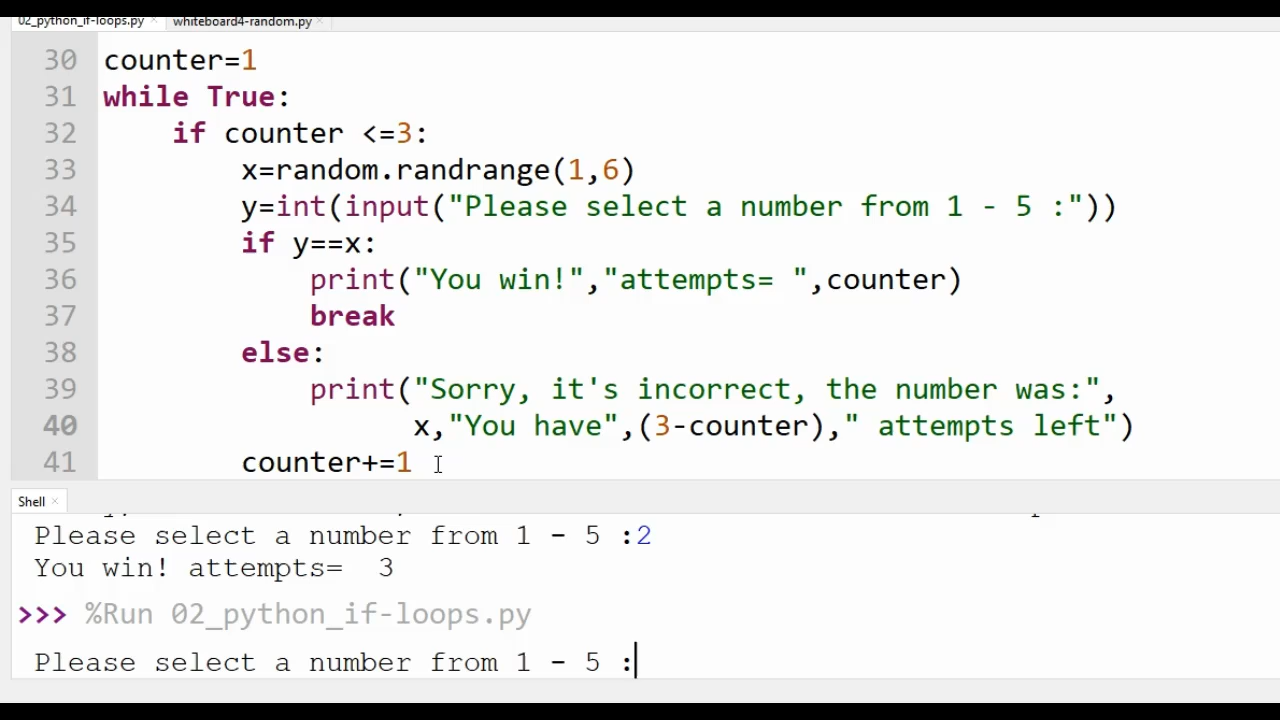 02_python_if-loops.py × whiteboard4-random.py ×
30 counter=1
31 while True:
32 if counter <=3:
33 x=random.randrange(1,6)
34 y=int(input("Please select a number from 1 - 5 :"))
35 if y==x:
36 print("You win!","attempts= ",counter)
37 break
38 else:
39 print("Sorry, it's incorrect, the number was:",
40 x,"You have",(3-counter)," attempts left")
41 counter+=1
Shell ×
Please select a number from 1 - 5 :2
You win! attempts=  3
>>> %Run 02_python_if-loops.py
Please select a number from 1 - 5 :